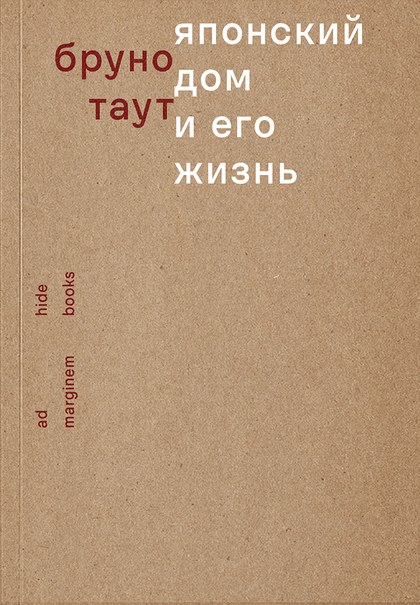 бруно
таут
японский
дом
и его
жизнь
ad
marginem
hide
books